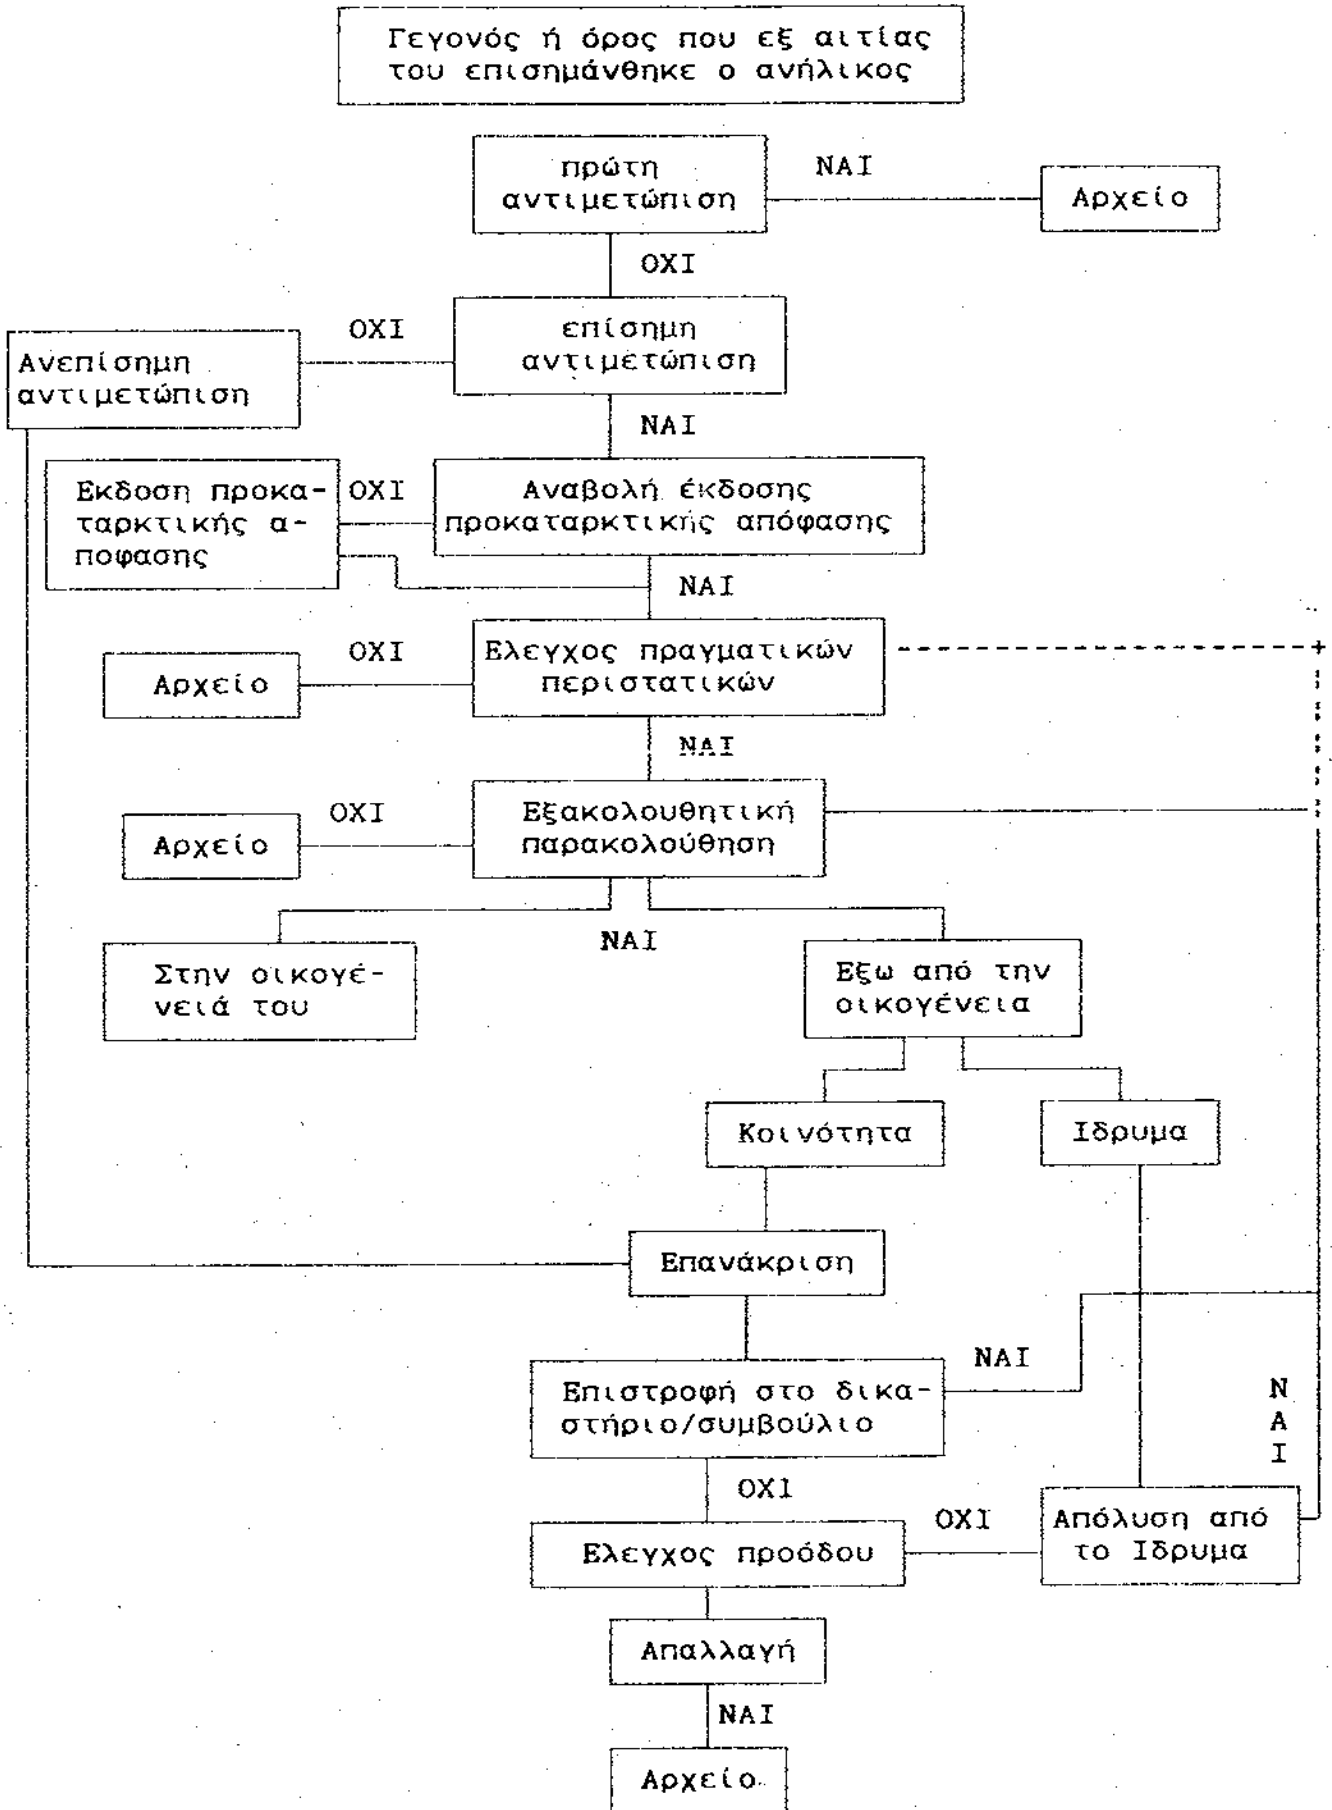 Γεγονός ή όρος που εξ αιτίας
του επισημάνθηκε ο ανήλικος
πρώτη
αντιμετώπιση
ΝΑΙ
Αρχείο
ΟΧΙ
επίσημη
αντιμετώπιση
ΟΧΙ
Ανεπίσημη
αντιμετώπιση
ΝΑΙ
Αναβολή έκδοσης
προκαταρκτικής απόφασης
ΟΧΙ
Εκδοση προκα-
ταρκτικής α-
ποφασης
ΝΑΙ
Ελεγχος πραγματικών
περιστατικών
ΟΧΙ
Αρχείο
ΝΑΙ
Εξακολουθητική
παρακολούθηση
ΟΧΙ
Αρχείο
ΝΑΙ
Στην οικογέ-
νειά του
Εξω από την
οικογένεια
Κοινότητα
Ιδρυμα
Επανάκριση
Επιστροφή στο δικα-
στήριο/συμβούλιο
ΝΑΙ
Ν
Α
Ι
ΟΧΙ
Ελεγχος προόδου
ΟΧΙ
Απόλυση από
το Ιδρυμα
Απαλλαγή
ΝΑΙ
Αρχείο